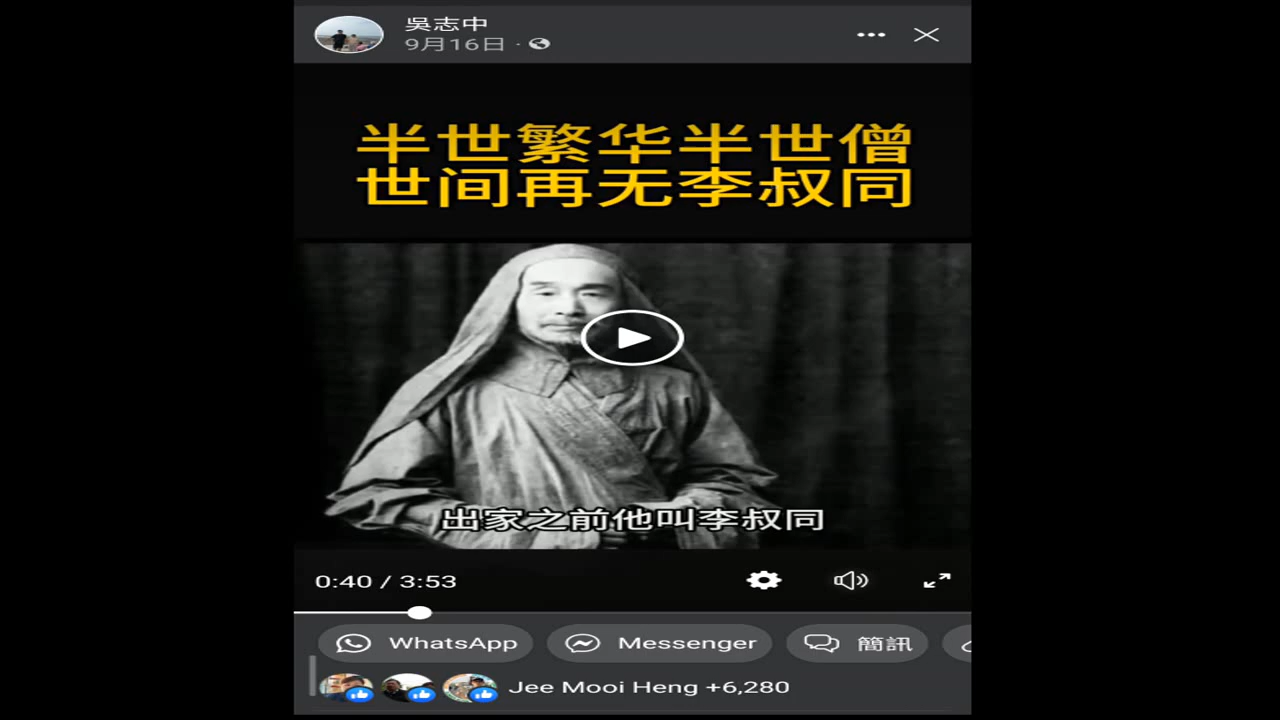 吳志中
9月16日 ·
半世繁华半世僧
世间再无李叔同
出家之前他叫李叔同
0:40 / 3:53
WhatsApp
Messenger
簡訊
Jee Mooi Heng +6,280